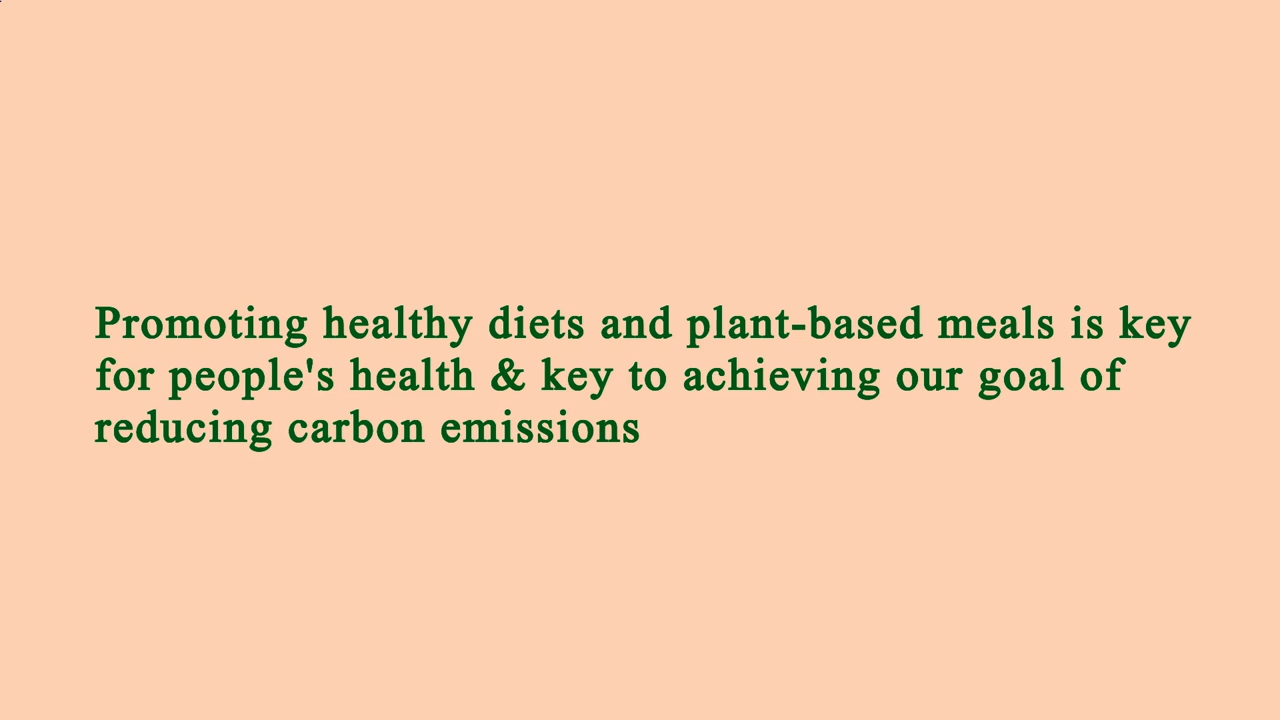 Promoting healthy diets and plant-based meals is key
for people's health & key to achieving our goal of
reducing carbon emissions